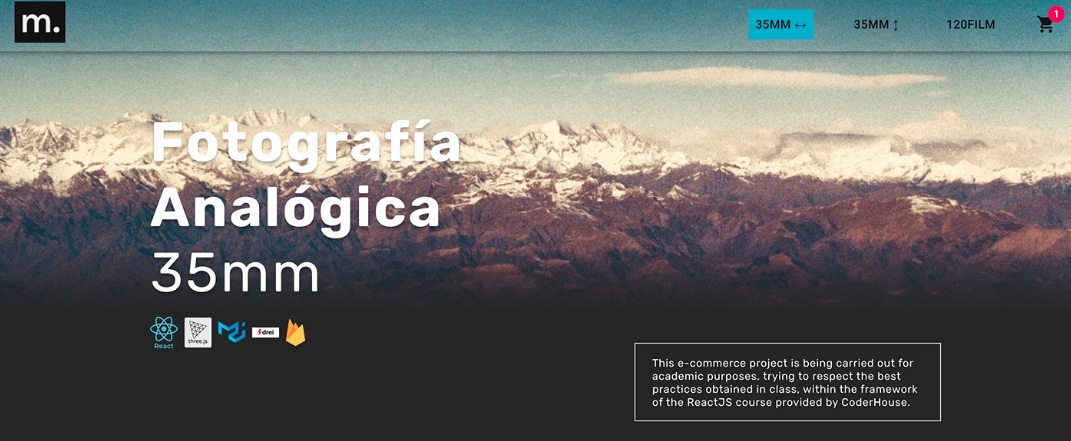 m.
35MM ↔
35MM ↕
120FILM
1
Fotografía
Analógica
35mm
React
three.js
drei
This e-commerce project is being carried out for
academic purposes, trying to respect the best
practices obtained in class, within the framework
of the ReactJS course provided by CoderHouse.